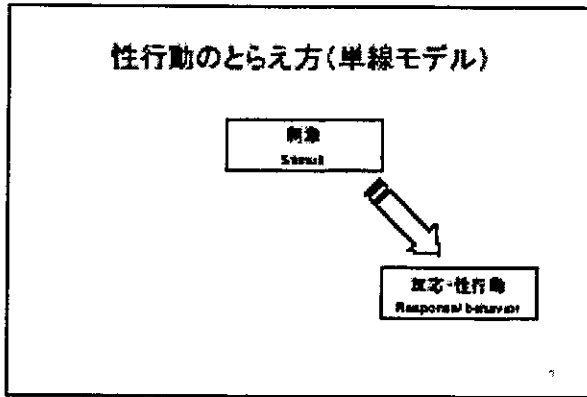 性行動のとらえ方(単線モデル)
刺激
Stimuli
反応・性行動
Response/ behavior